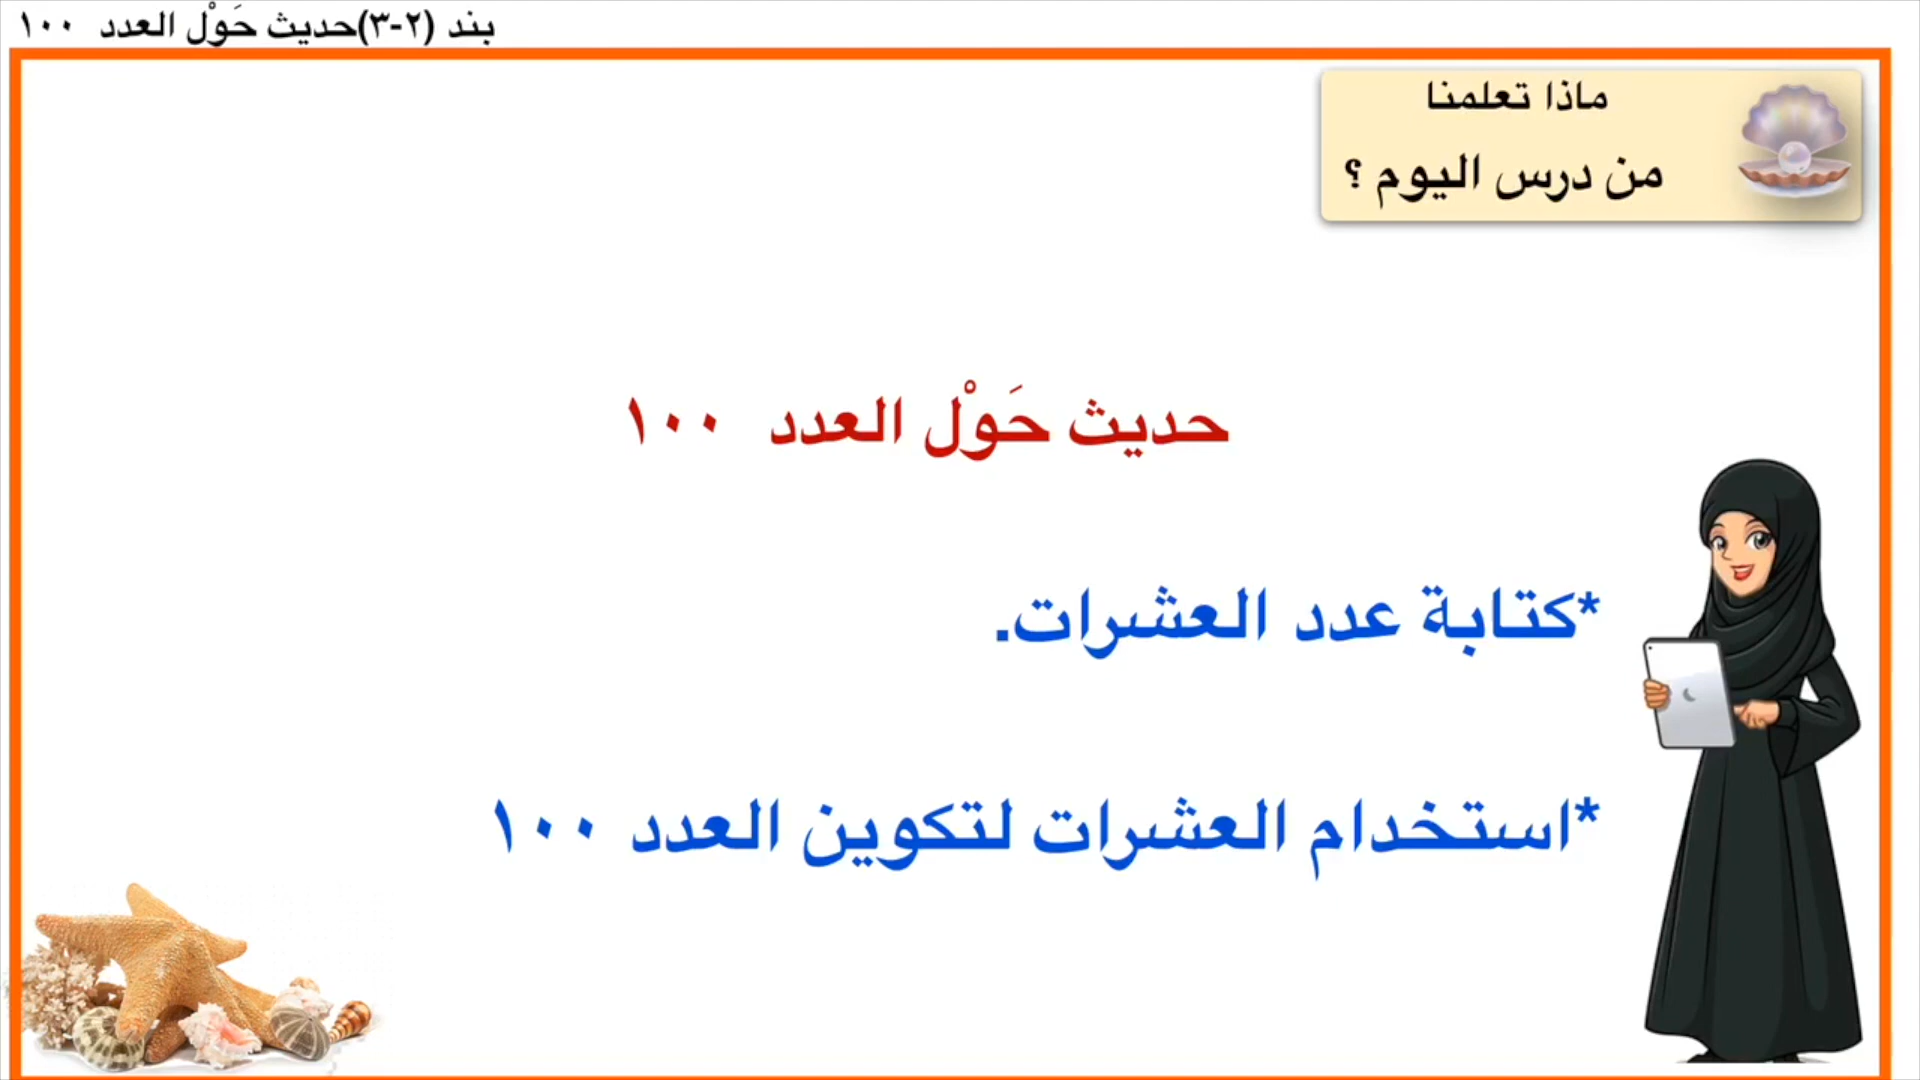 بند (٢-٣)حديث حَوْل العدد ١٠٠
ماذا تعلمنا
من درس اليوم ؟
حديث حَوْل العدد ١٠٠
*كتابة عدد العشرات.
*استخدام العشرات لتكوين العدد ١٠٠